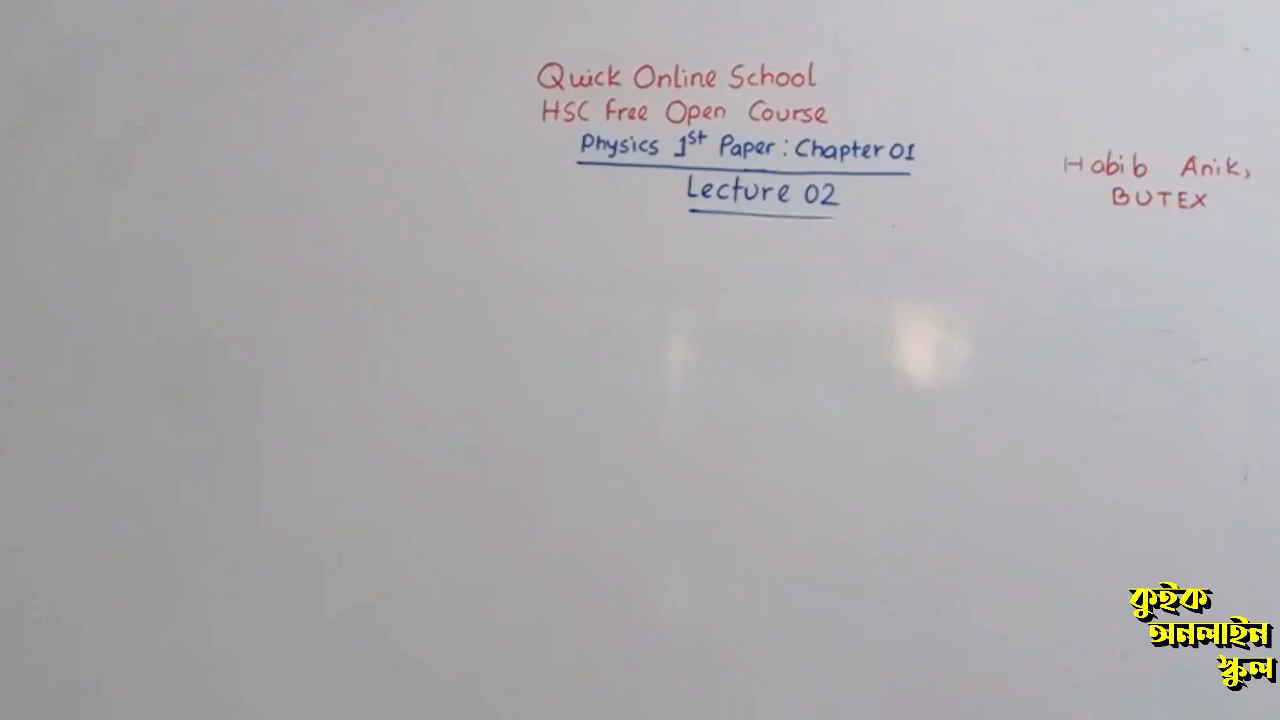 Quick Online School
HSC Free Open Course
Physics 1st Paper : Chapter 01
Lecture 02
Habib Anik,
BUTEX
কুইক
অনলাইন
স্কুল